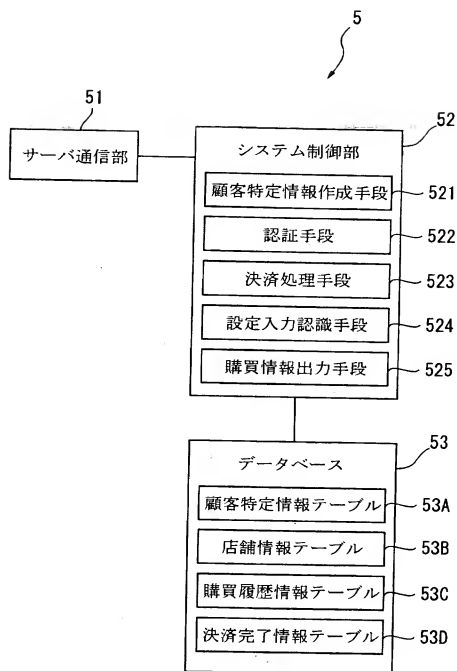 5
51
サーバ通信部
52
システム制御部
顧客特定情報作成手段 521
認証手段 522
決済処理手段 523
設定入力認識手段 524
購買情報出力手段 525
53
データベース
顧客特定情報テーブル 53A
店舗情報テーブル 53B
購買履歴情報テーブル 53C
決済完了情報テーブル 53D